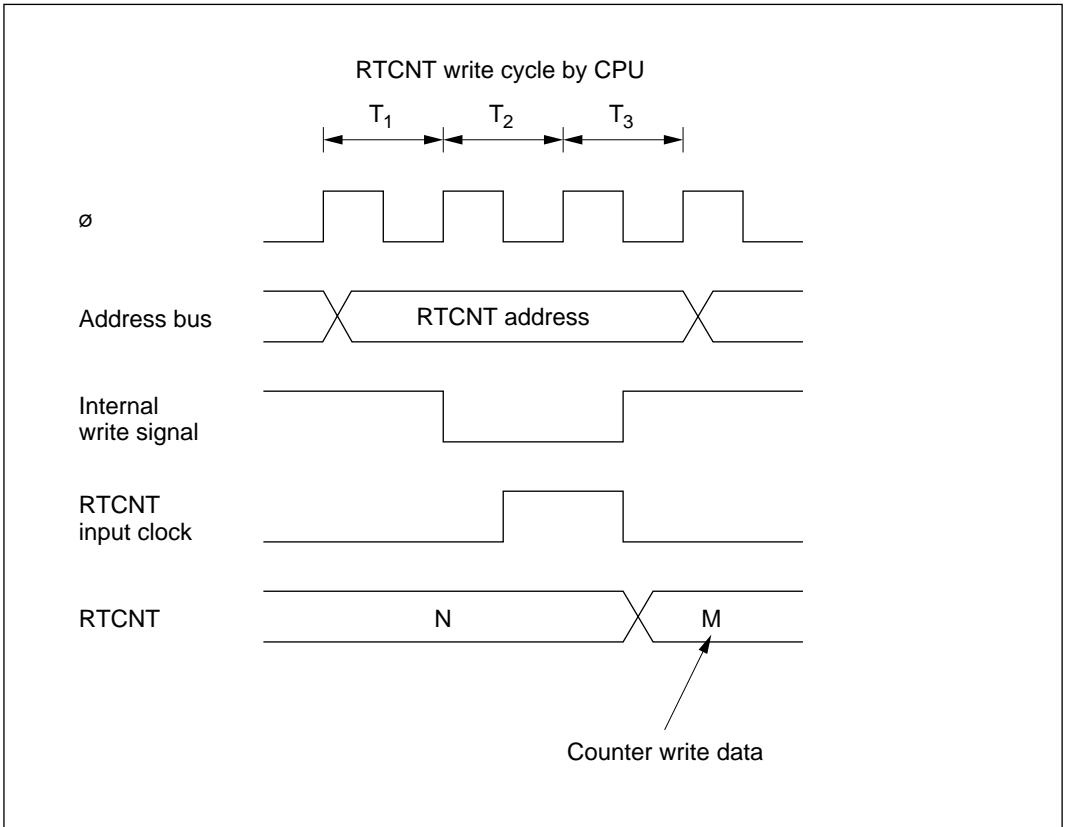 RTCNT write cycle by CPU
T1 T2 T3
ø
Address bus RTCNT address
Internal
write signal
RTCNT
input clock
RTCNT N M
Counter write data